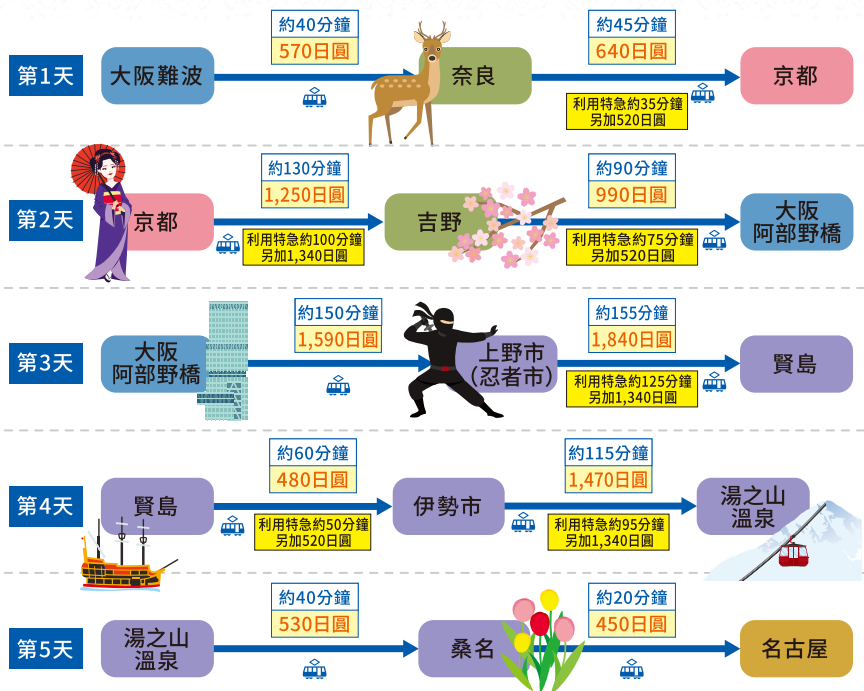 第1天
大阪難波
約40分鐘
570日圓
奈良
約45分鐘
640日圓
利用特急約35分鐘
另加520日圓
京都
第2天
京都
約130分鐘
1,250日圓
利用特急約100分鐘
另加1,340日圓
吉野
約90分鐘
990日圓
利用特急約75分鐘
另加520日圓
大阪
阿部野橋
第3天
大阪
阿部野橋
約150分鐘
1,590日圓
上野市
（忍者市）
約155分鐘
1,840日圓
利用特急約125分鐘
另加1,340日圓
賢島
第4天
賢島
約60分鐘
480日圓
利用特急約50分鐘
另加520日圓
伊勢市
約115分鐘
1,470日圓
利用特急約95分鐘
另加1,340日圓
湯之山
溫泉
第5天
湯之山
溫泉
約40分鐘
530日圓
桑名
約20分鐘
450日圓
名古屋